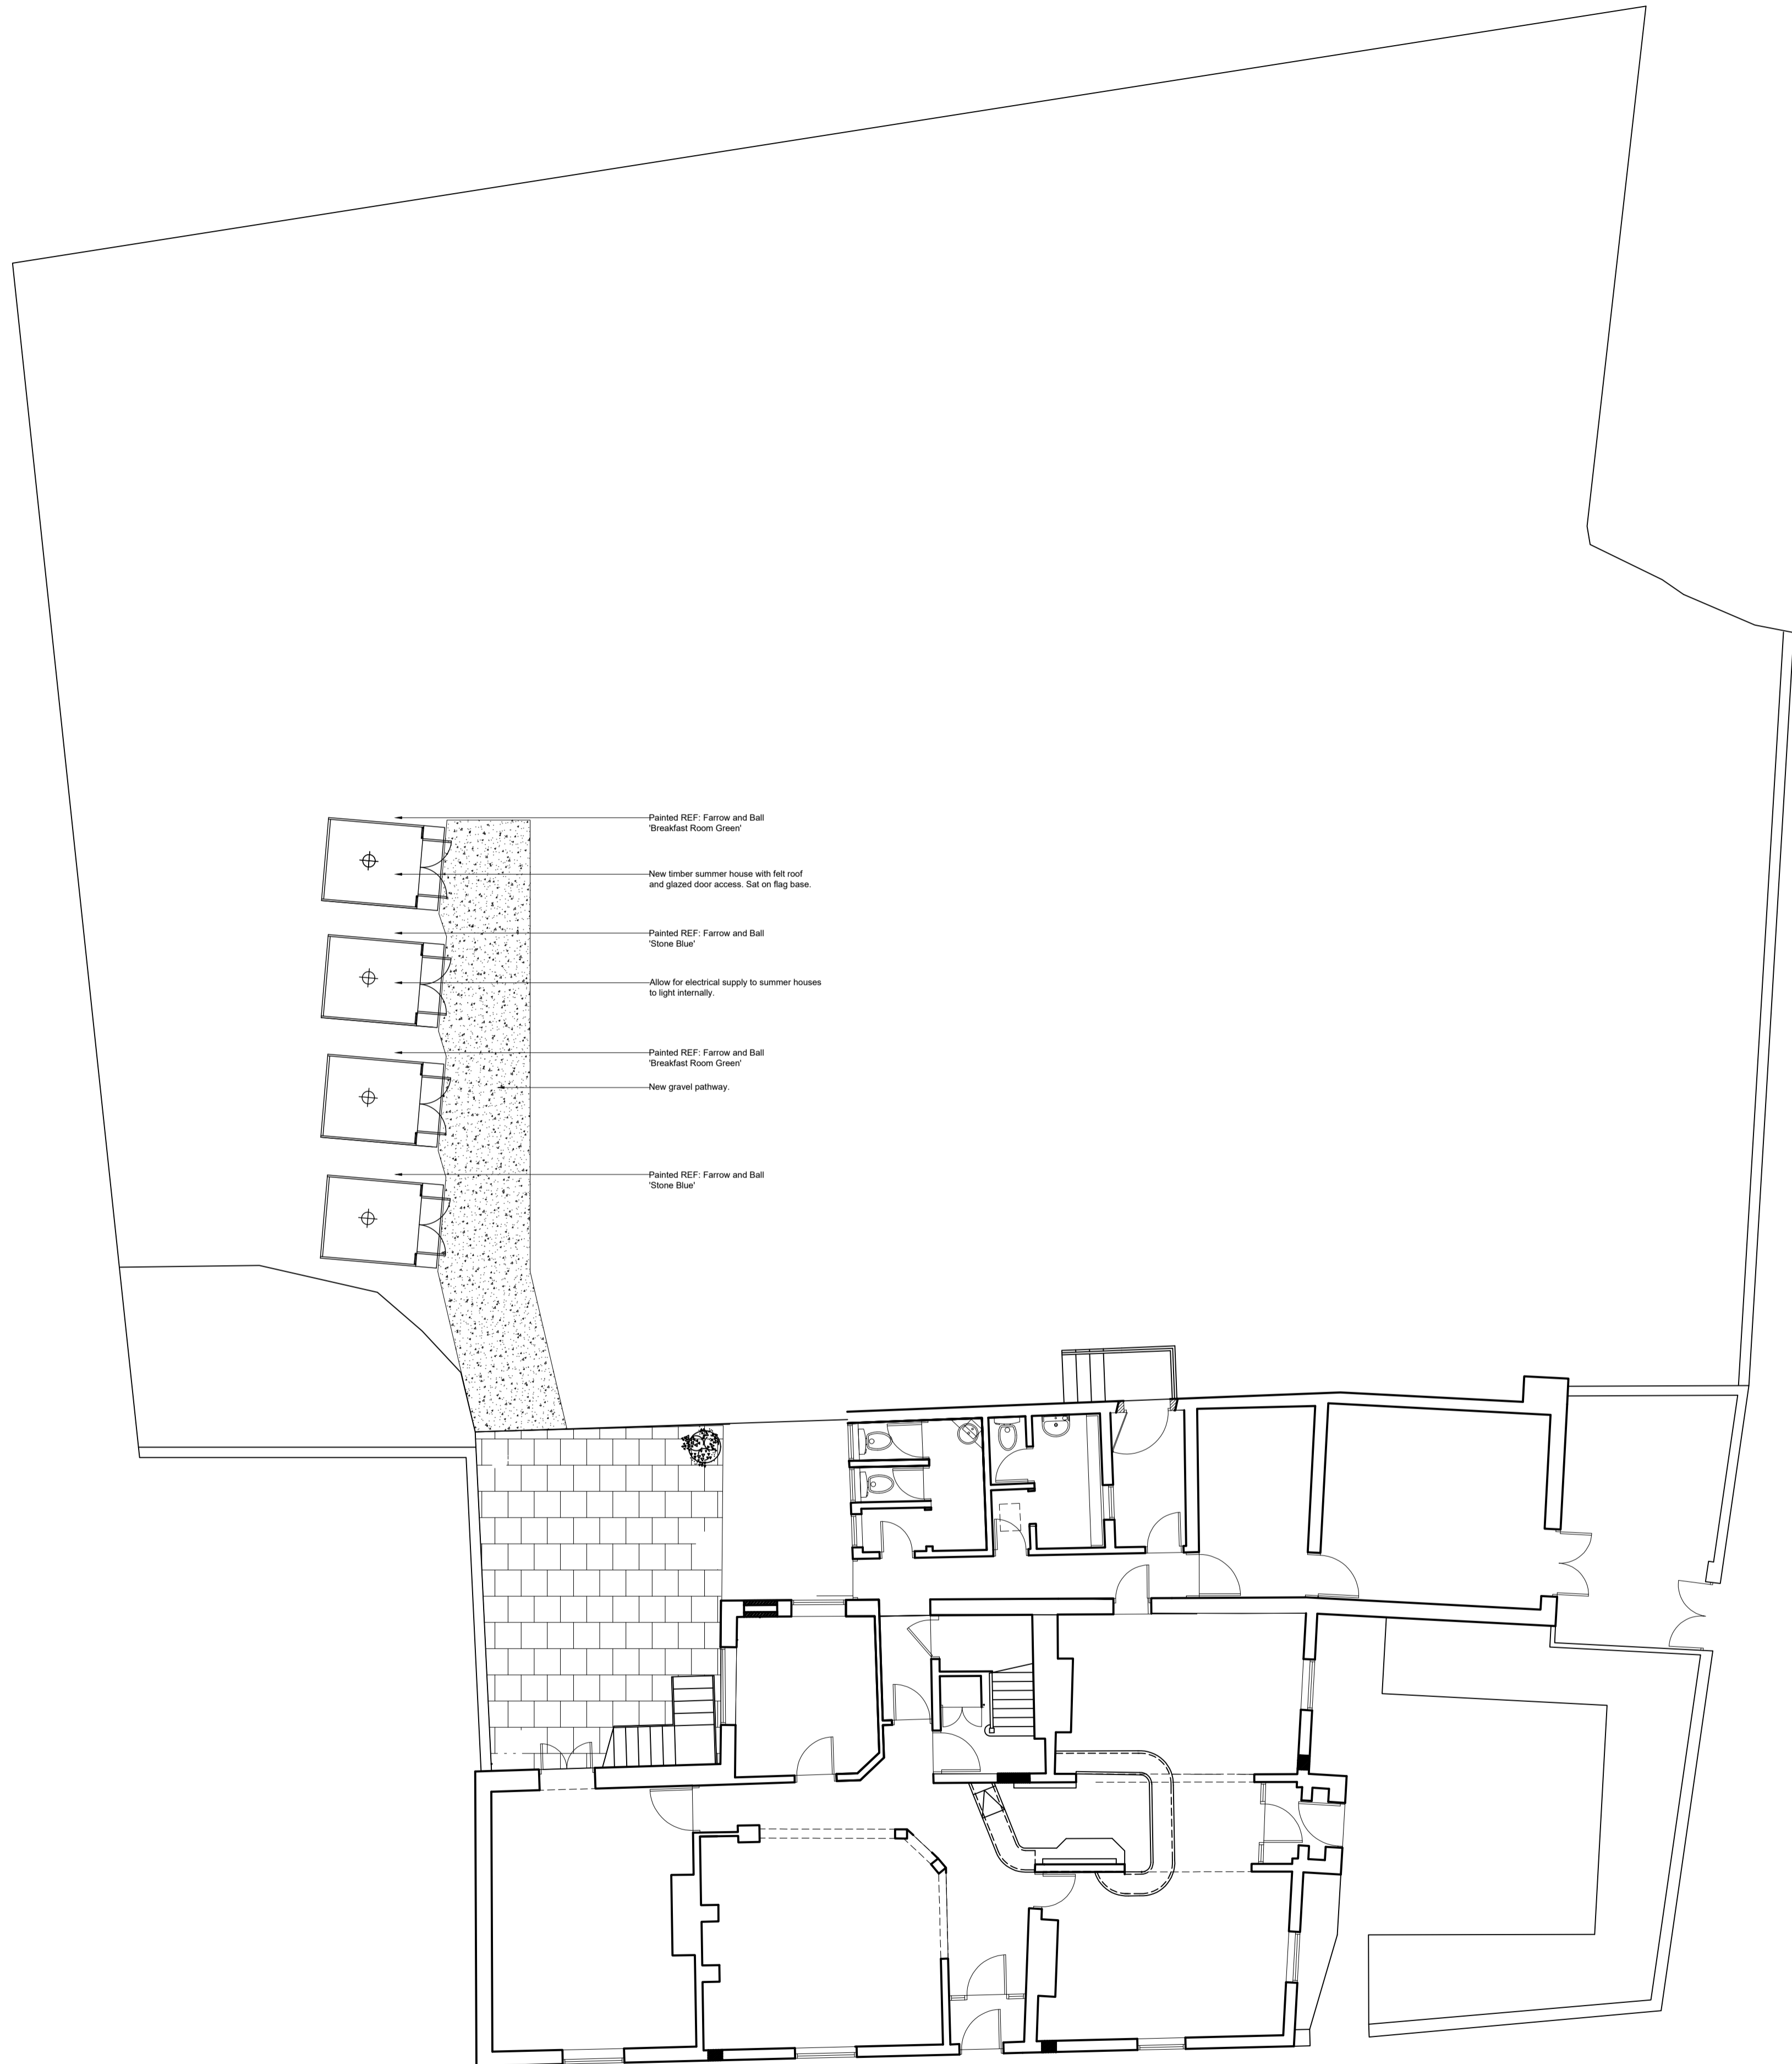 Painted REF: Farrow and Ball
'Breakfast Room Green'
New timber summer house with felt roof
and glazed door access. Sat on flag base.
Painted REF: Farrow and Ball
'Stone Blue'
Allow for electrical supply to summer houses
to light internally.
Painted REF: Farrow and Ball
'Breakfast Room Green'
New gravel pathway.
Painted REF: Farrow and Ball
'Stone Blue'